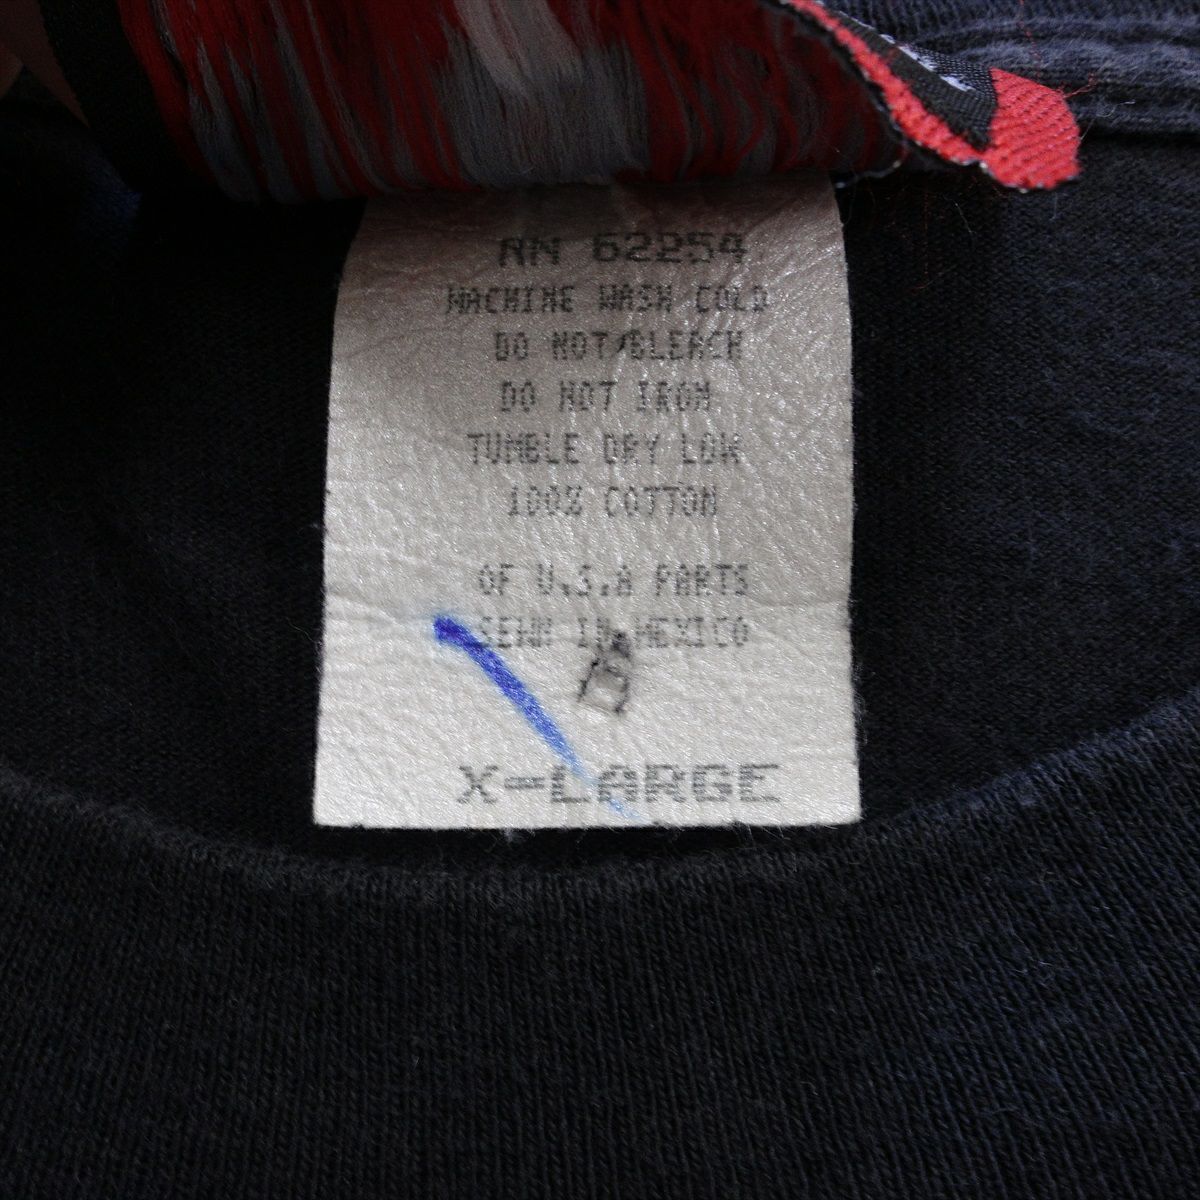 RN 62254
MACHINE WASH COLD
DO NOT BLEACH
DO NOT IRON
TUMBLE DRY LOW
100% COTTON
OF U.S.A PARTS
SEWN IN MEXICO
X-LARGE